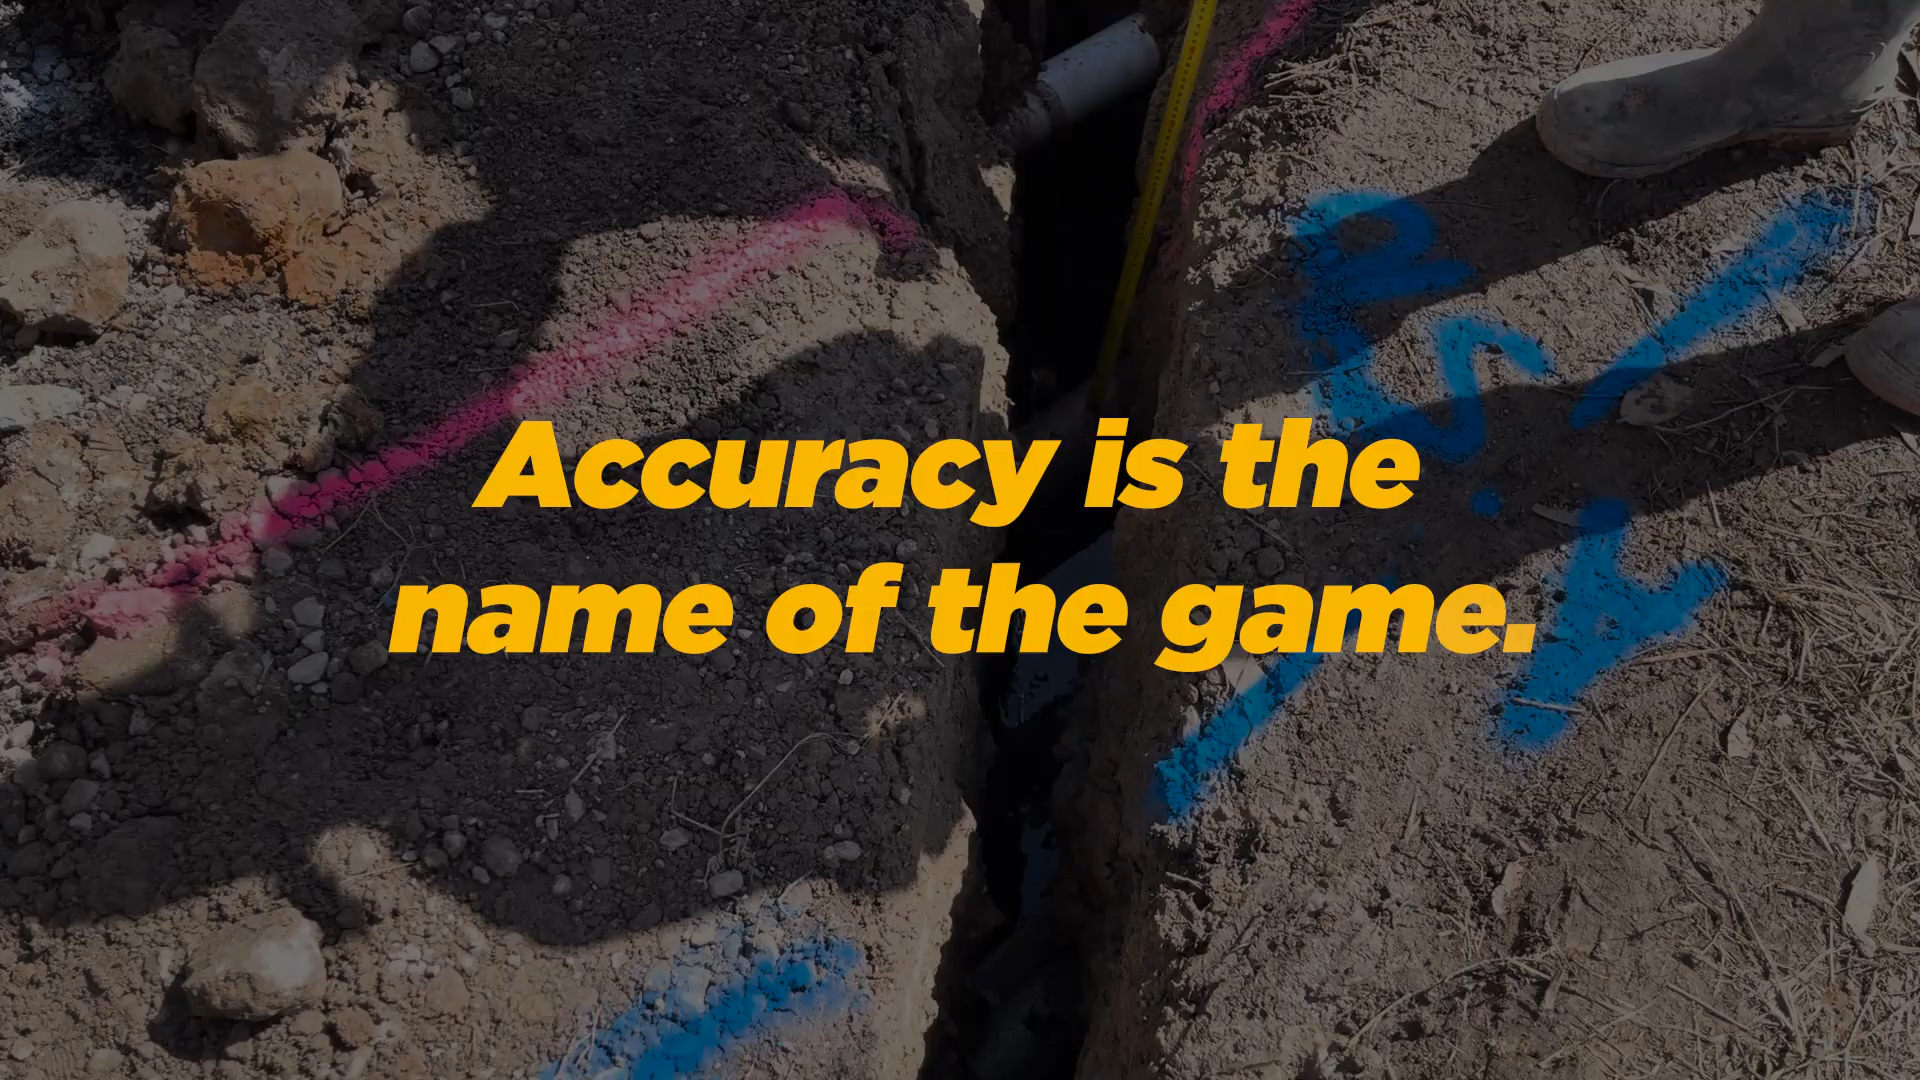 Accuracy is the
name of the game.